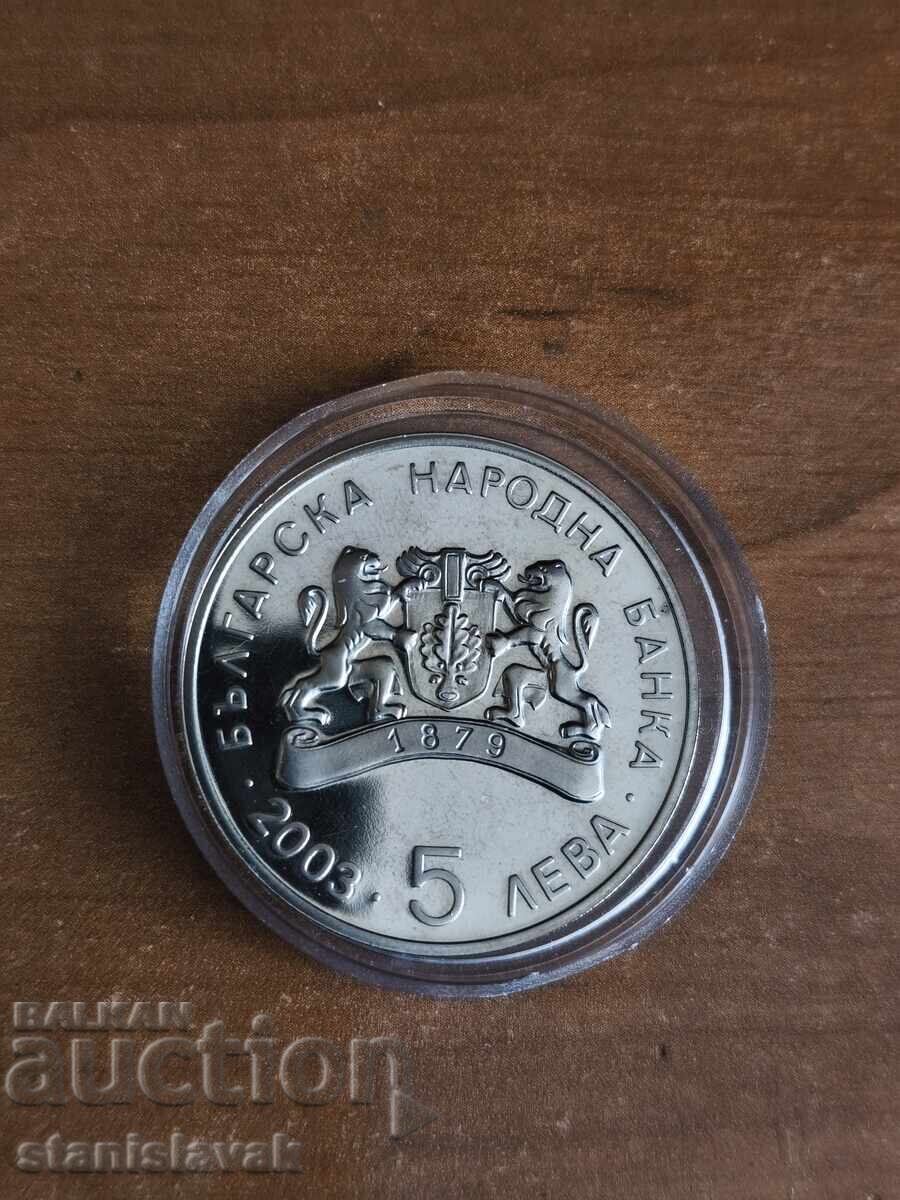 БЪЛГАРСКА НАРОДНА БАНКА
1879
· 2003 · 5 ЛЕВА ·
BALKAN
auction
stanislavak